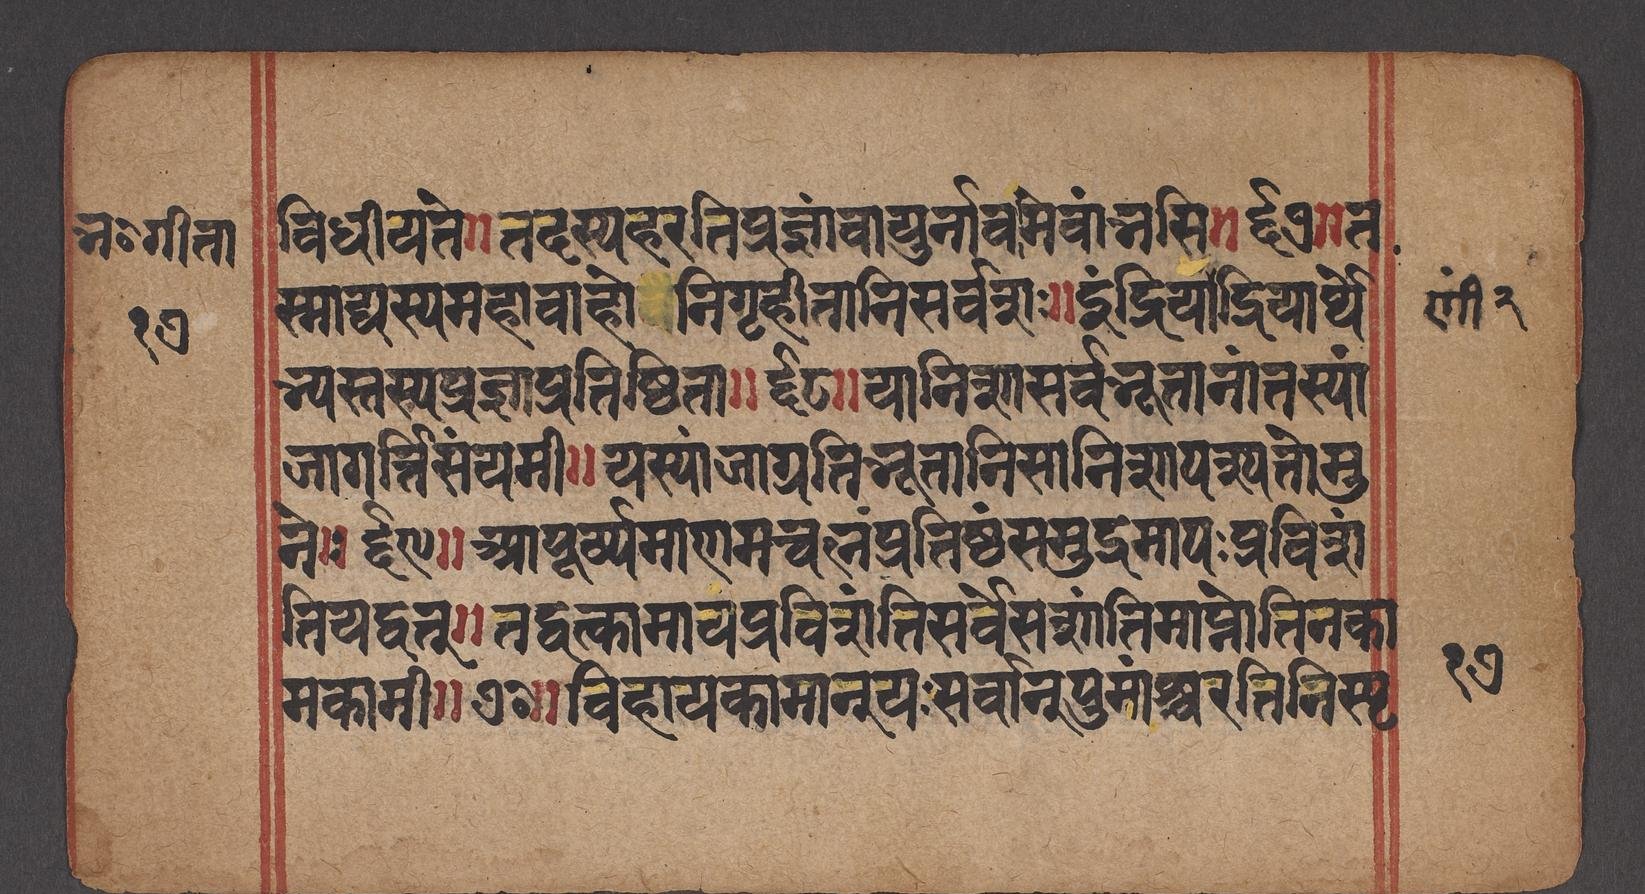 भ॰गीता
१७
विधीयते॥तदस्यहरतिप्रज्ञांवायुर्नावमिवांभसि॥६७॥त
स्माद्यस्यमहाबाहो निगृहीतानिसर्वशः॥इंद्रियाणींद्रियार्थे
भ्यस्तस्यप्रज्ञाप्रतिष्ठिता॥६८॥यानिशासर्वभूतानांतस्यां
जागर्त्तिसंयमी॥यस्यांजाग्रतिभूतानिसानिशापश्यतोमु
ने॥ः६९॥आपूर्य्यमाणमचलंप्रतिष्ठंसमुद्रमापःप्रविशं
तियद्वत्॥तद्वत्कामायंप्रविशंतिसर्वेसशांतिमाप्नोतिनका
मकामी॥७०॥विहायकामान्यःसर्वान्पुमांश्चरतिनिस्पृ
णीं २
१७